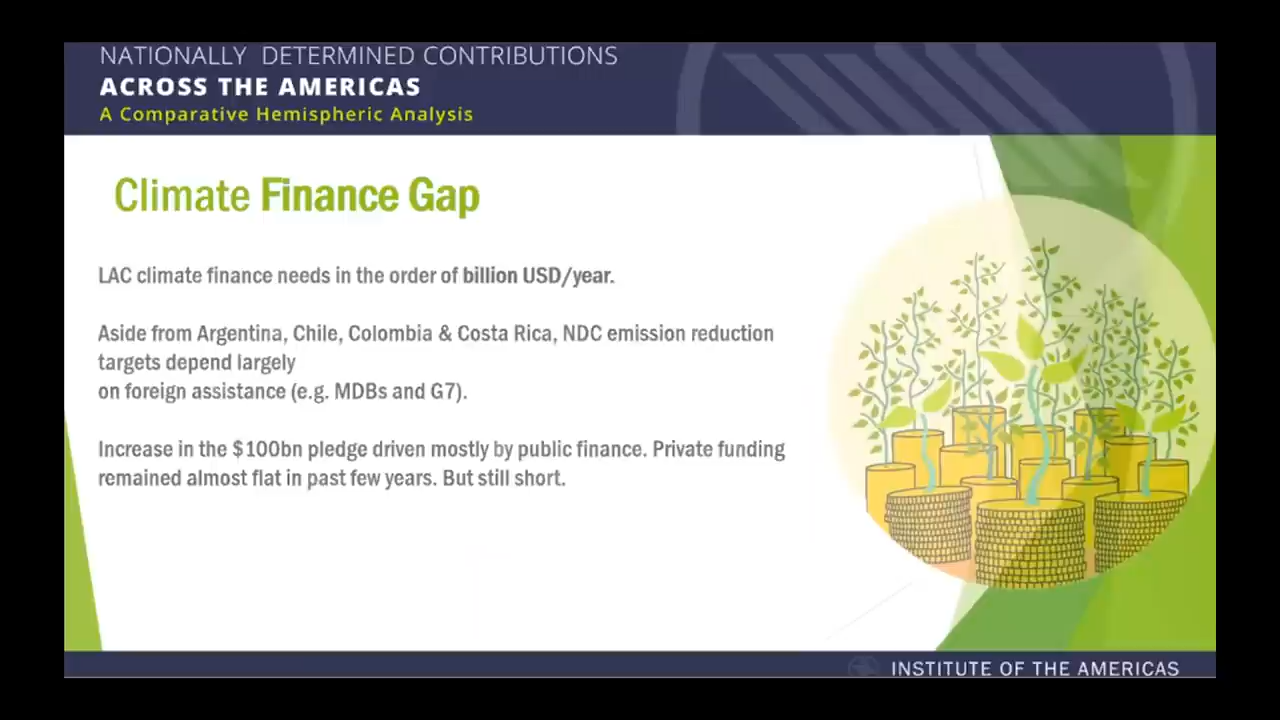 NATIONALLY DETERMINED CONTRIBUTIONS
ACROSS THE AMERICAS
A Comparative Hemispheric Analysis
Climate Finance Gap
LAC climate finance needs in the order of billion USD/year.
Aside from Argentina, Chile, Colombia & Costa Rica, NDC emission reduction
targets depend largely
on foreign assistance (e.g. MDBs and G7).
Increase in the $100bn pledge driven mostly by public finance. Private funding
remained almost flat in past few years. But still short.
INSTITUTE OF THE AMERICAS